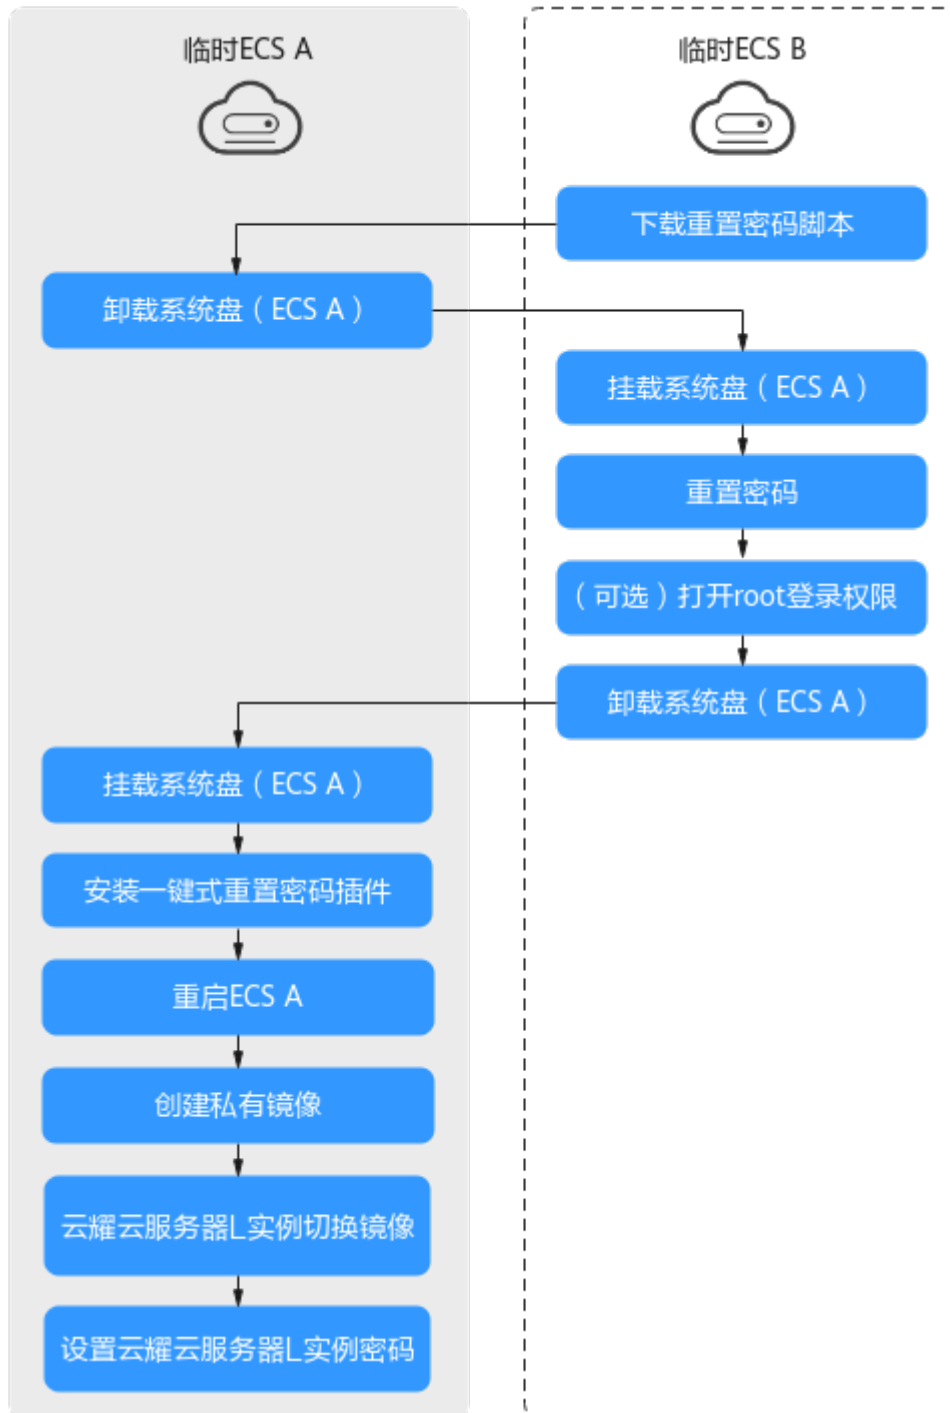 临时ECS A
临时ECS B
下载重置密码脚本
卸载系统盘（ECS A）
挂载系统盘（ECS A）
重置密码
（可选）打开root登录权限
卸载系统盘（ECS A）
挂载系统盘（ECS A）
安装一键式重置密码插件
重启ECS A
创建私有镜像
云耀云服务器L实例切换镜像
设置云耀云服务器L实例密码